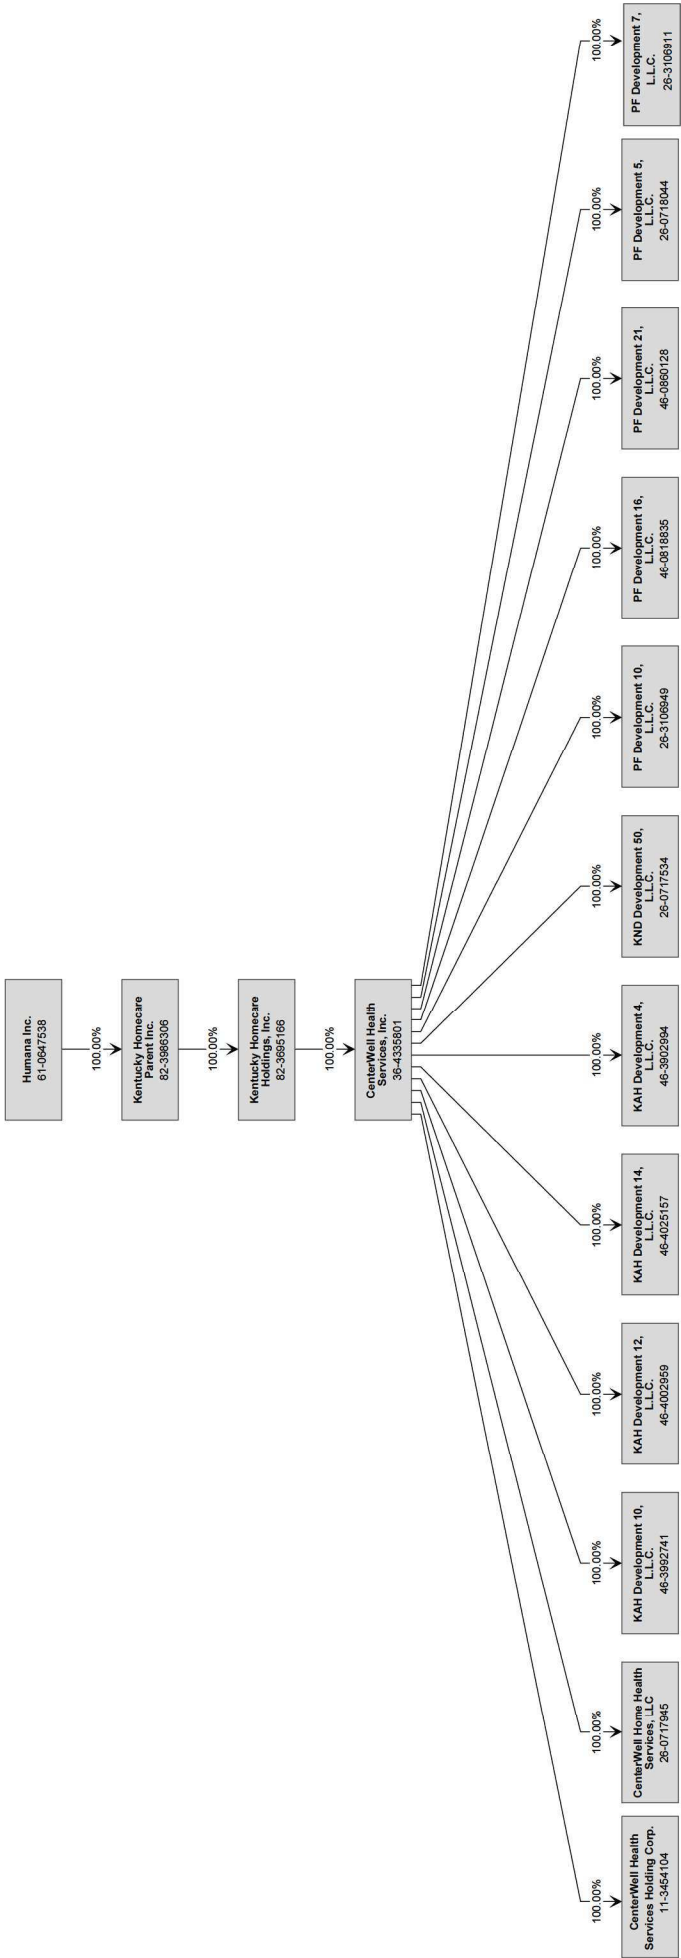 Humana Inc.
61-0647538
100.00%
Kentucky Homecare
Parent Inc.
82-3986306
100.00%
Kentucky Homecare
Holdings, Inc.
82-3695166
100.00%
CenterWell Health
Services, Inc.
36-4335801
100.00%
CenterWell Health
Services Holding Corp.
11-3454104
100.00%
CenterWell Home Health
Services, LLC
26-0717945
100.00%
KAH Development 10,
L.L.C.
46-3992741
100.00%
KAH Development 12,
L.L.C.
46-4002959
100.00%
KAH Development 14,
L.L.C.
46-4025157
100.00%
KAH Development 4,
L.L.C.
46-3902994
100.00%
KND Development 50,
L.L.C.
26-0717534
100.00%
PF Development 10,
L.L.C.
26-3106949
100.00%
PF Development 16,
L.L.C.
46-0818835
100.00%
PF Development 21,
L.L.C.
46-0860128
100.00%
PF Development 5,
L.L.C.
26-0718044
100.00%
PF Development 7,
L.L.C.
26-3106911